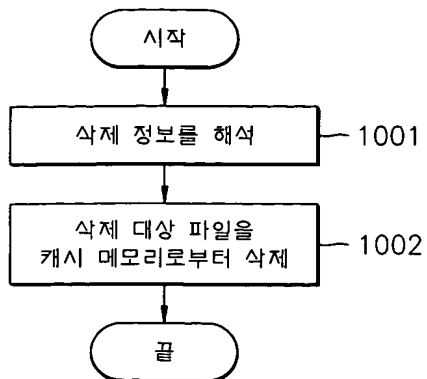 시작
삭제 정보를 해석
1001
삭제 대상 파일을
캐시 메모리로부터 삭제
1002
끝